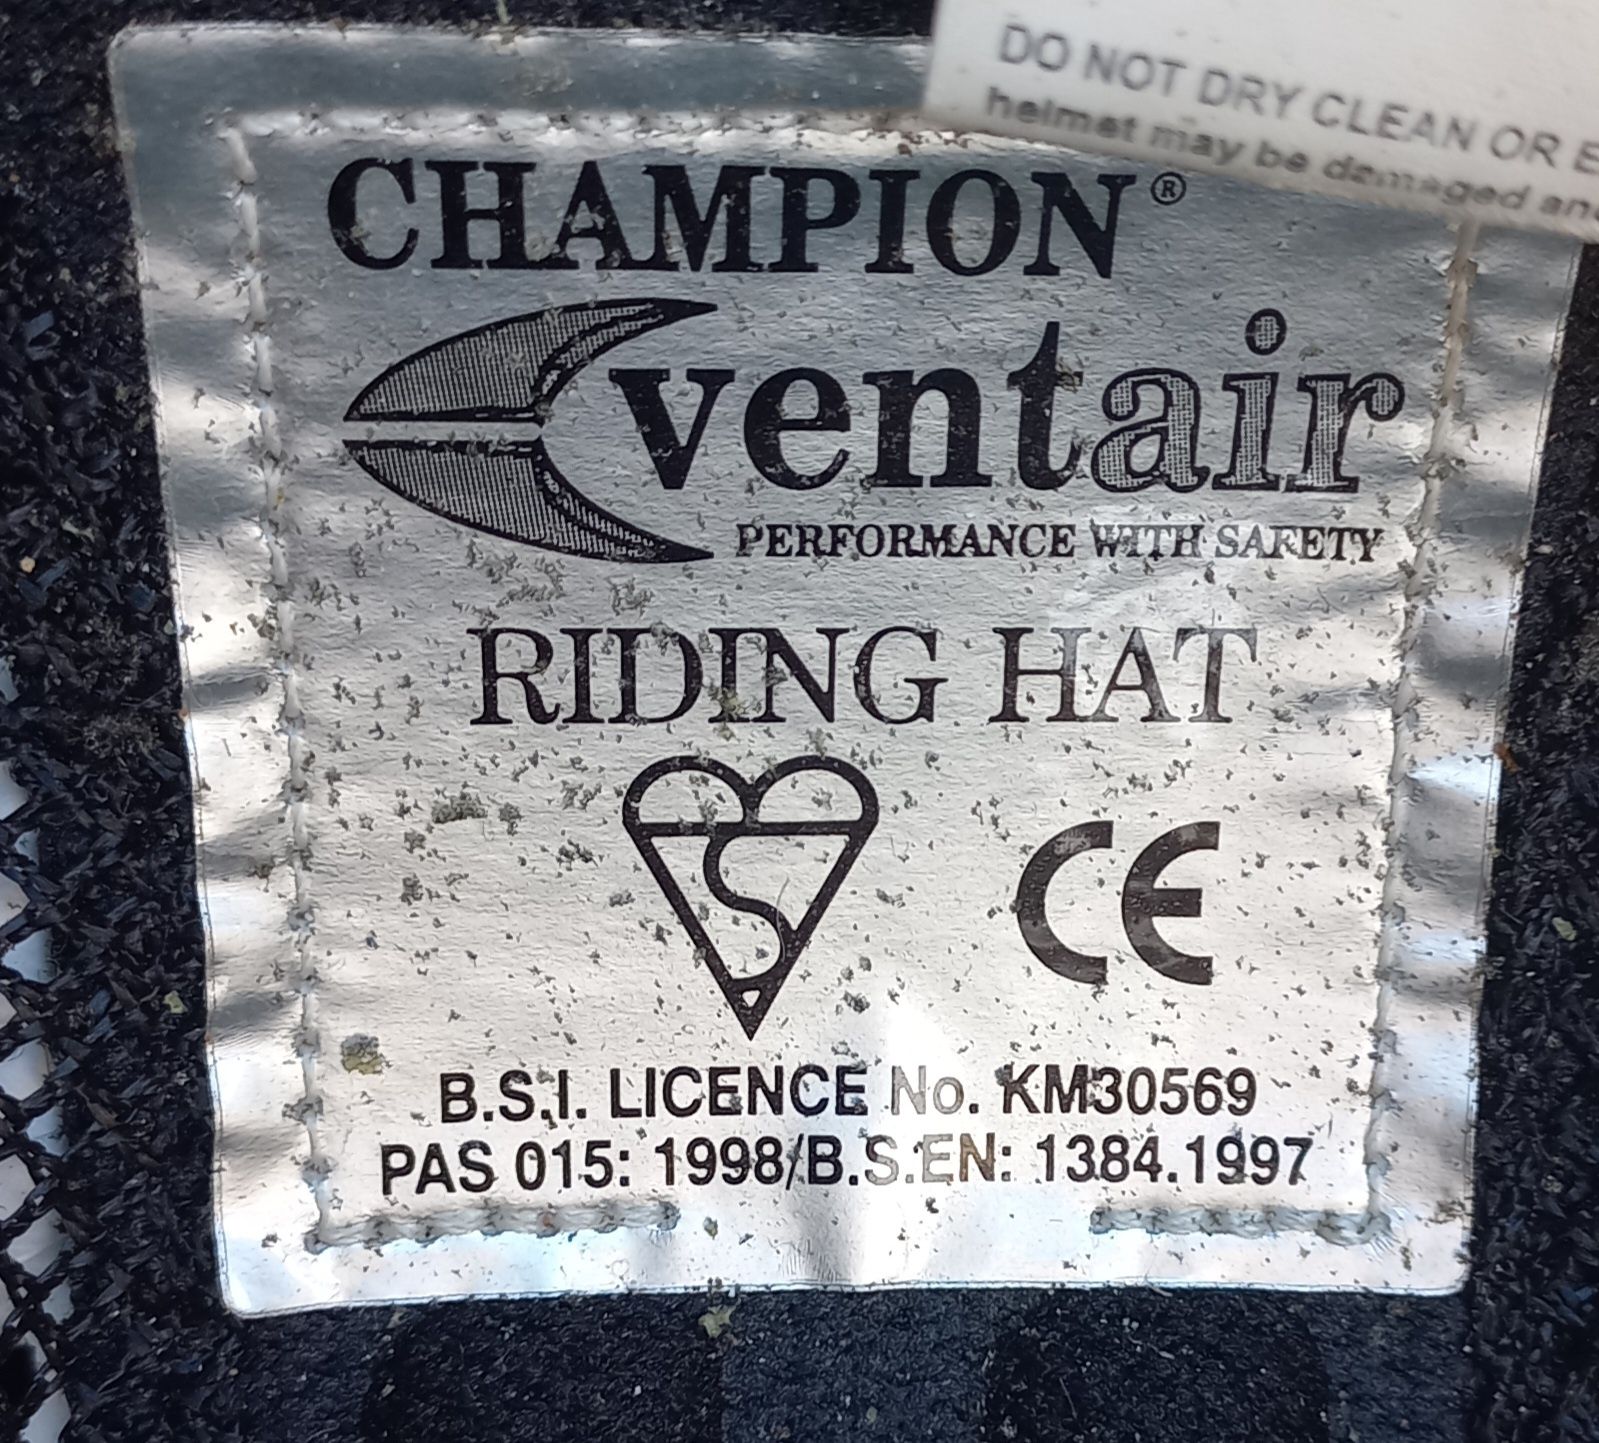 DO NOT DRY CLEAN OR E
helmet may be damaged and
CHAMPION®
ventair
PERFORMANCE WITH SAFETY
RIDING HAT
CE
B.S.I. LICENCE No. KM30569
PAS 015: 1998/B.S.EN: 1384.1997